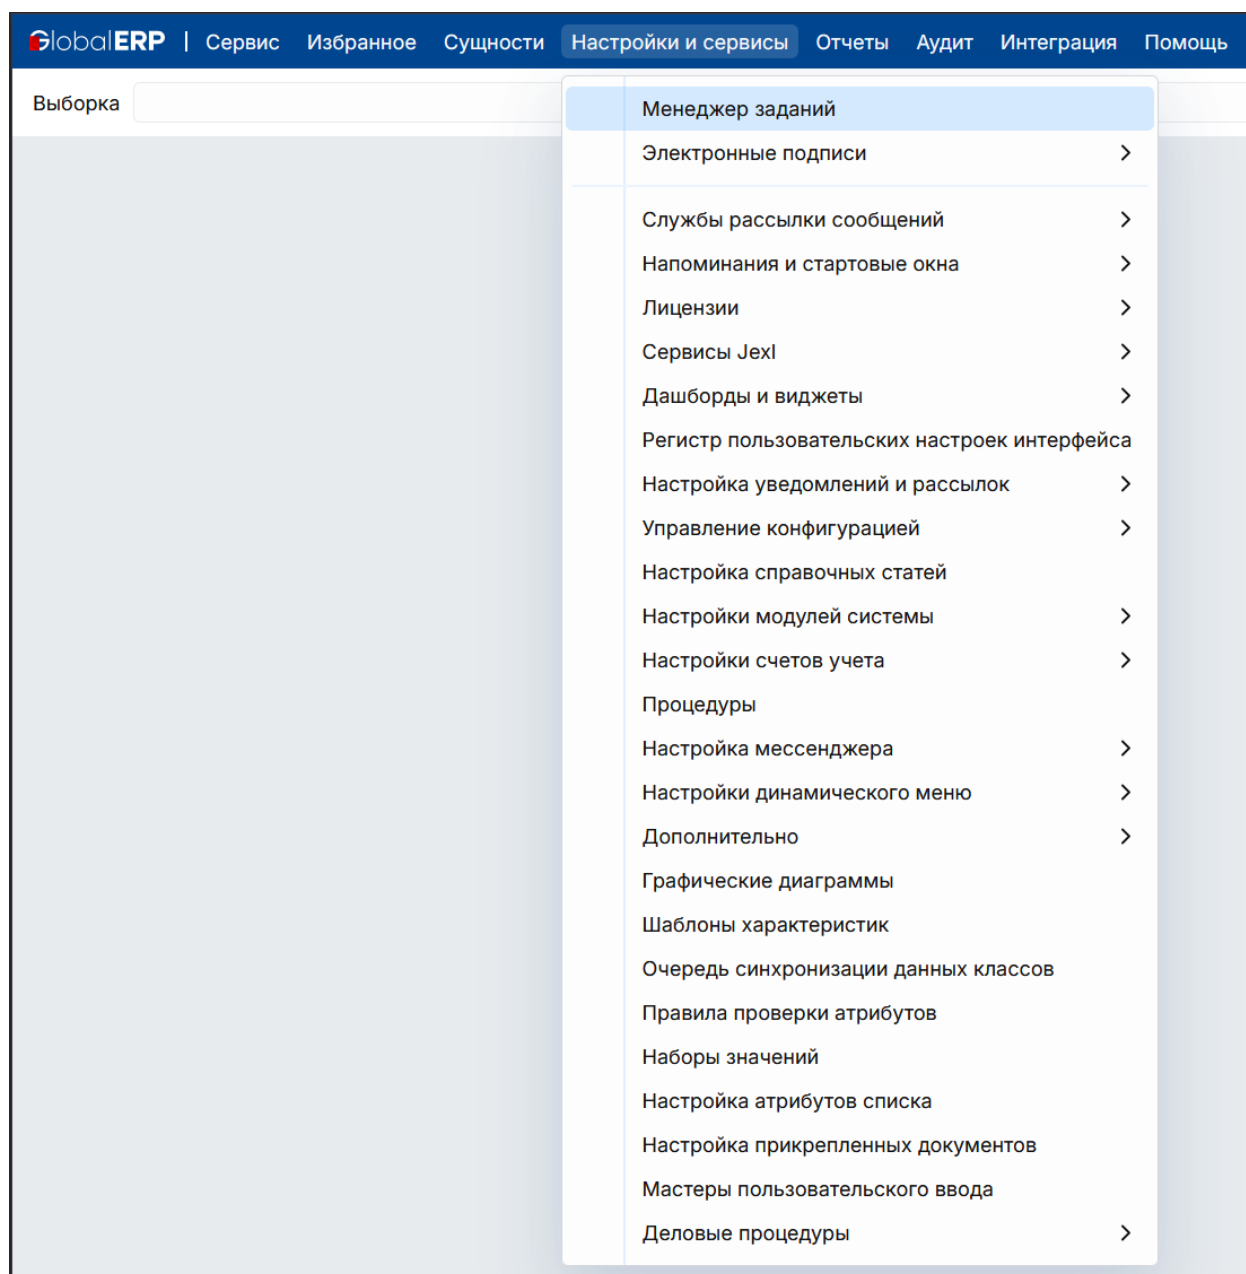 GlobalERP | Сервис Избранное Сущности Настройки и сервисы Отчеты Аудит Интеграция Помощь
Выборка
Менеджер заданий
Электронные подписи
Службы рассылки сообщений
Напоминания и стартовые окна
Лицензии
Сервисы Jexl
Дашборды и виджеты
Регистр пользовательских настроек интерфейса
Настройка уведомлений и рассылок
Управление конфигурацией
Настройка справочных статей
Настройки модулей системы
Настройки счетов учета
Процедуры
Настройка мессенджера
Настройки динамического меню
Дополнительно
Графические диаграммы
Шаблоны характеристик
Очередь синхронизации данных классов
Правила проверки атрибутов
Наборы значений
Настройка атрибутов списка
Настройка прикрепленных документов
Мастеры пользовательского ввода
Деловые процедуры